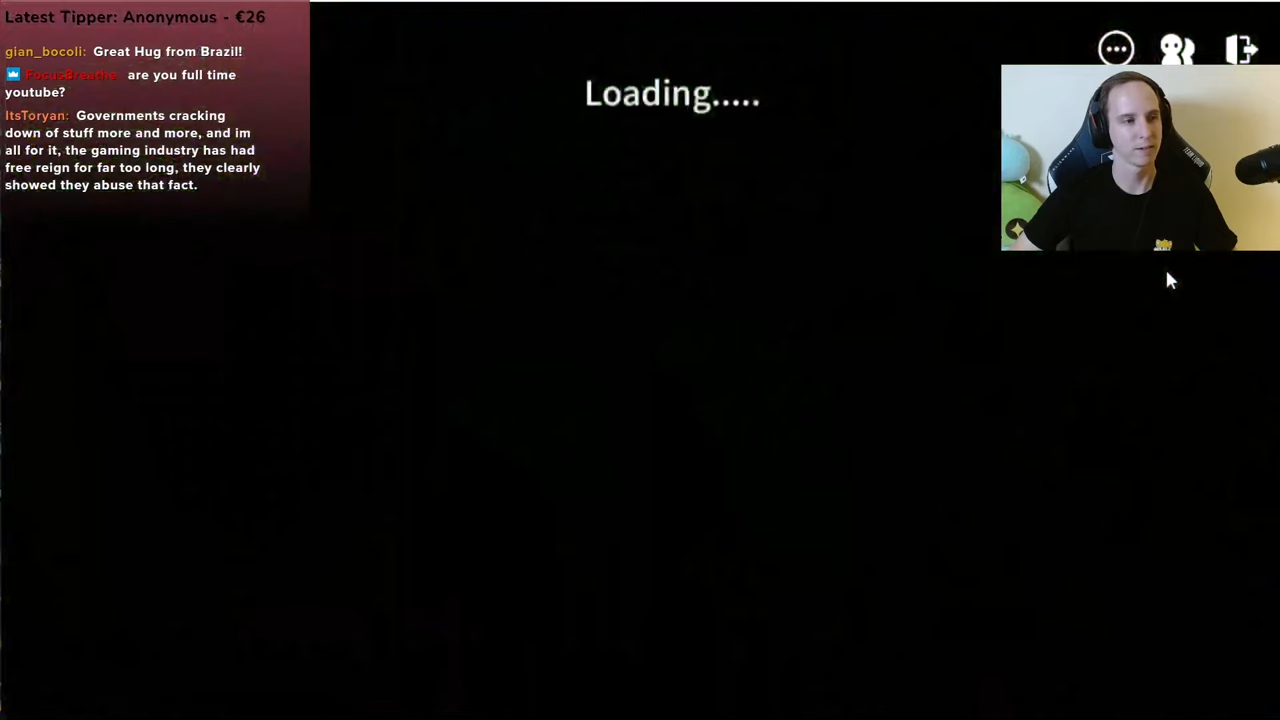 Latest Tipper: Anonymous - €26
gian_bocoli: Great Hug from Brazil!
FocusBreathe are you full time
youtube?
ItsToryan: Governments cracking
down of stuff more and more, and im
all for it, the gaming industry has had
free reign for far too long, they clearly
showed they abuse that fact.
Loading.....